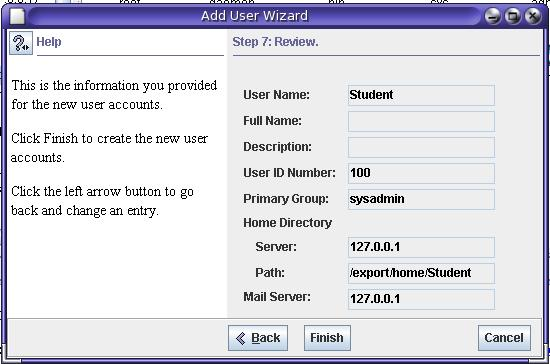 Add User Wizard
Help
This is the information you provided
for the new user accounts.
Click Finish to create the new user
accounts.
Click the left arrow button to go
back and change an entry.
Step 7: Review.
User Name: Student
Full Name:
Description:
User ID Number: 100
Primary Group: sysadmin
Home Directory
Server: 127.0.0.1
Path: /export/home/Student
Mail Server: 127.0.0.1
Back Finish Cancel